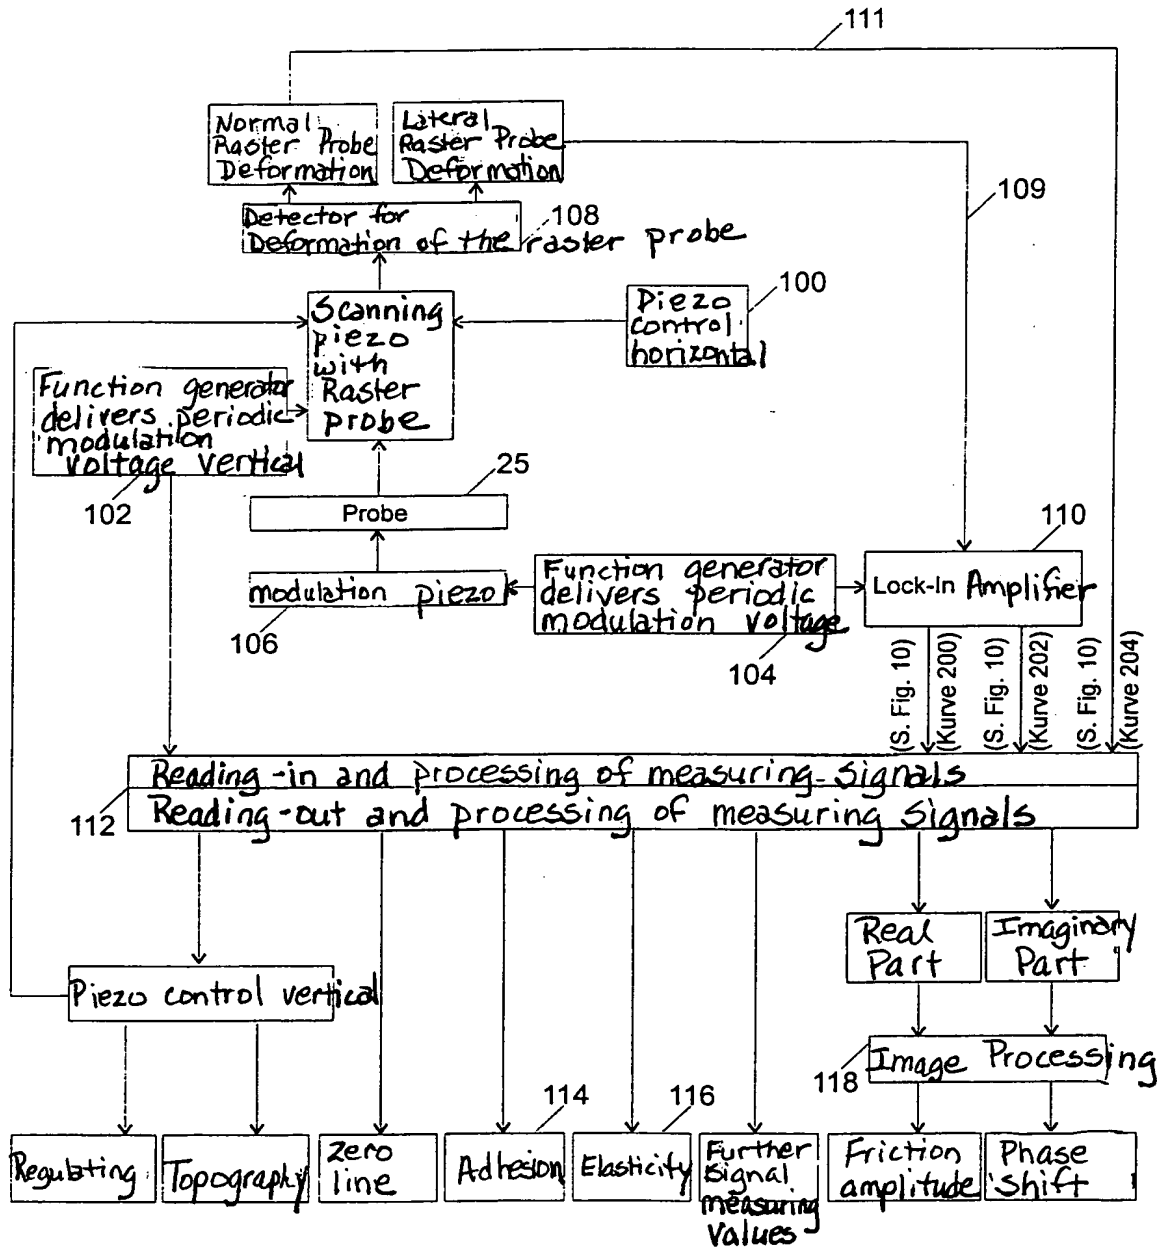 111
Normal
Raster Probe
Deformation
Lateral
Raster Probe
Deformation
109
Detector for
Deformation of the raster probe
108
Scanning
piezo
with
Raster
probe
Piezo
control
horizontal
100
Function generator
delivers periodic
modulation
voltage vertical
102
25
Probe
110
modulation piezo
106
Function generator
delivers periodic
modulation voltage
104
Lock-In Amplifier
(S. Fig. 10)
(Kurve 200)
(S. Fig. 10)
(Kurve 202)
(S. Fig. 10)
(Kurve 204)
Reading-in and processing of measuring-signals
Reading-out and processing of measuring signals
112
Real
Part
Imaginary
Part
Piezo control vertical
Image Processing
118
114
116
Regulating
Topography
zero
line
Adhesion
Elasticity
Further
signal
measuring
values
Friction
amplitude
Phase
shift